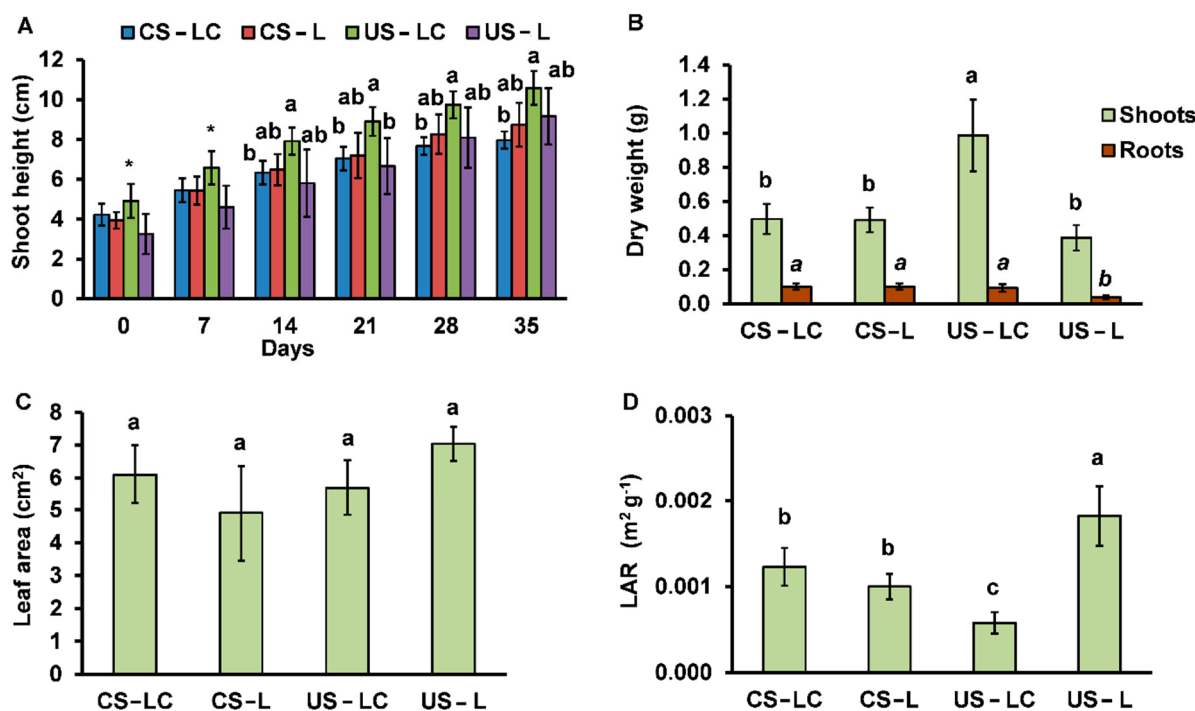 A
CS – LC CS – L US – LC US – L
Shoot height (cm)
12
10
8
6
4
2
0
* * b ab a ab b ab a b b ab a ab b ab a ab
0 7 14 21 28 35
Days
B
Dry weight (g)
1.4
1.2
1.0
0.8
0.6
0.4
0.2
0.0
b a b a a a b b
Shoots
Roots
CS – LC CS – L US – LC US – L
C
Leaf area (cm²)
8
7
6
5
4
3
2
1
0
a a a a
CS–LC CS–L US–LC US–L
D
LAR (m² g⁻¹)
0.003
0.002
0.001
0.000
b b c a
CS – LC CS – L US – LC US – L